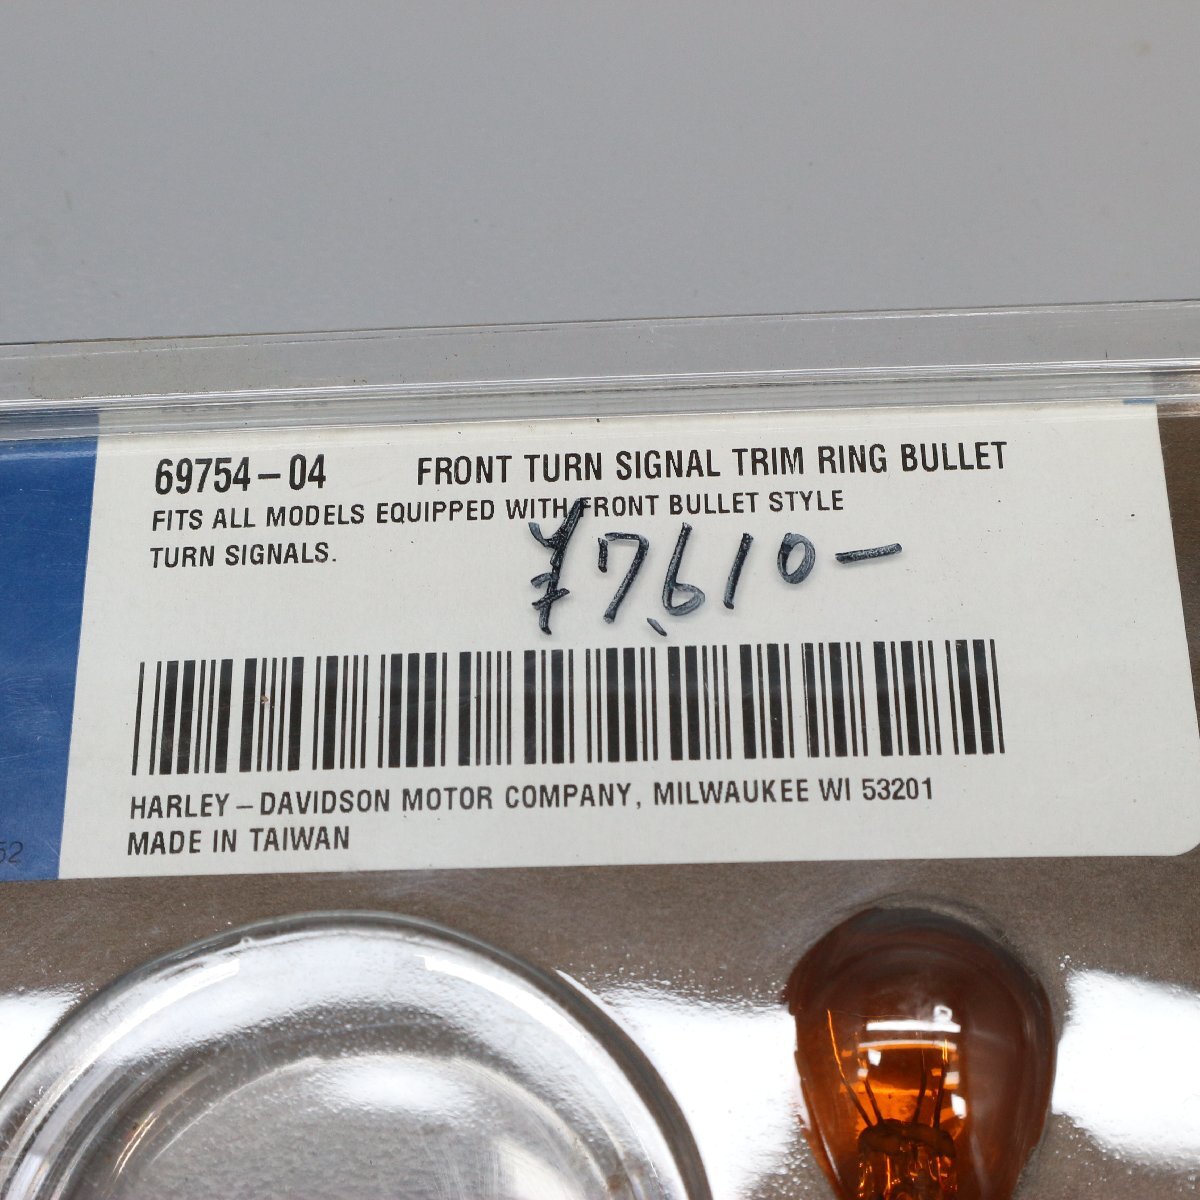 69754-04 FRONT TURN SIGNAL TRIM RING BULLET
FITS ALL MODELS EQUIPPED WITH FRONT BULLET STYLE
TURN SIGNALS.
¥7,610-
HARLEY-DAVIDSON MOTOR COMPANY, MILWAUKEE WI 53201
MADE IN TAIWAN